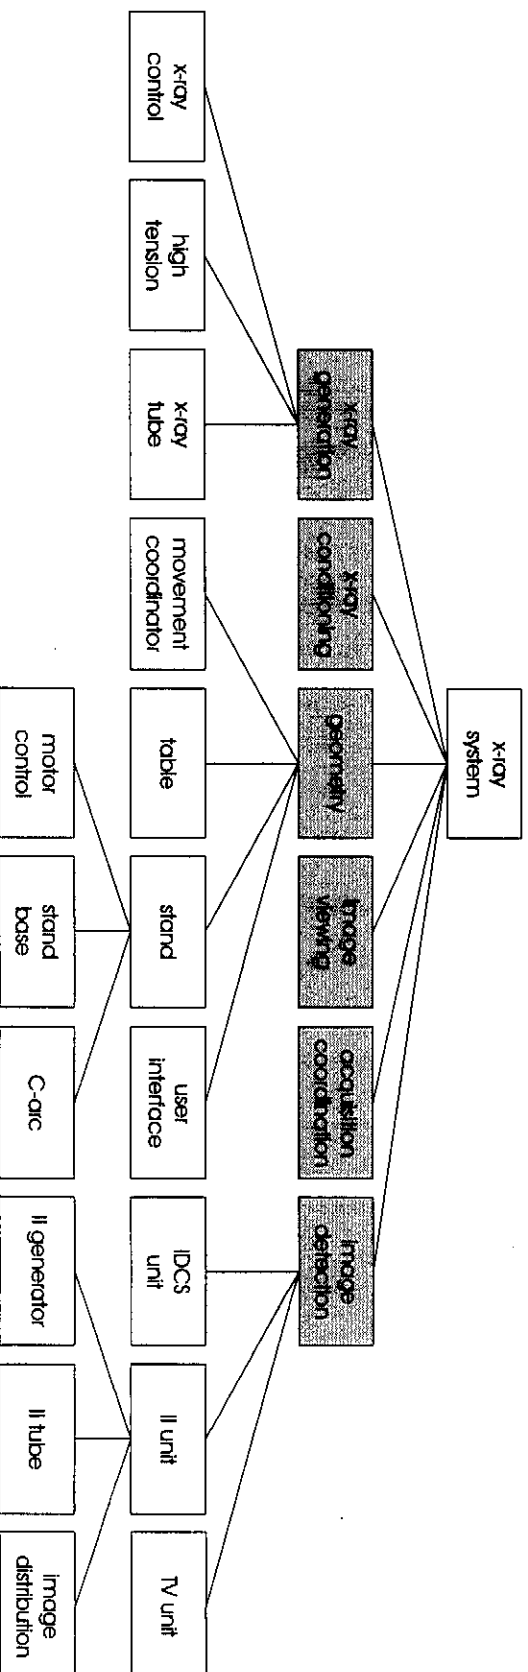 x-ray
system
x-ray
generation
x-ray
conditioning
geometry
image
viewing
acquisition
coordination
image
detection
x-ray
control
high
tension
x-ray
tube
movement
coordinator
table
stand
user
interface
IDCS
unit
II unit
TV unit
motor
control
stand
base
C-arc
II generator
II tube
image
distribution